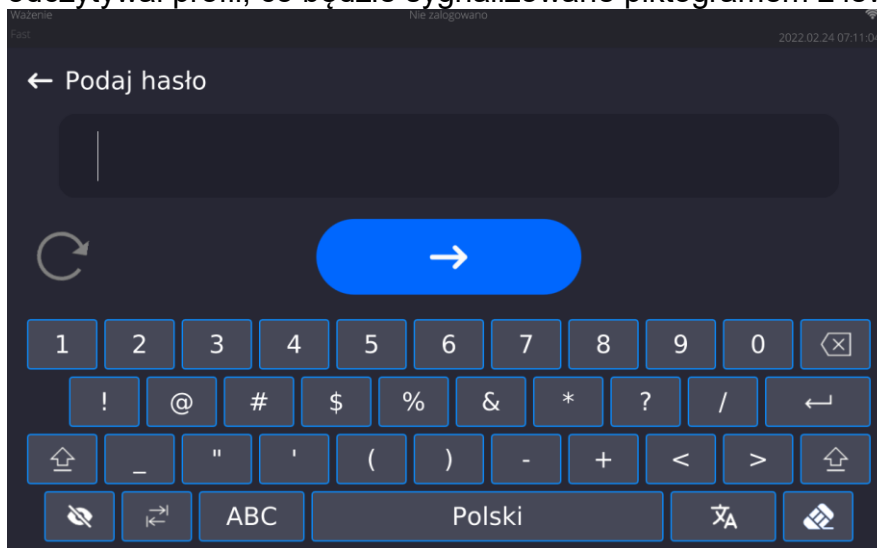 Ważenie Nie zalogowano
Fast 2022.02.24 07:11:04
← Podaj hasło
→
1 2 3 4 5 6 7 8 9 0
! @ # $ % & * ? /
_ " ' ( ) - + < >
ABC Polski